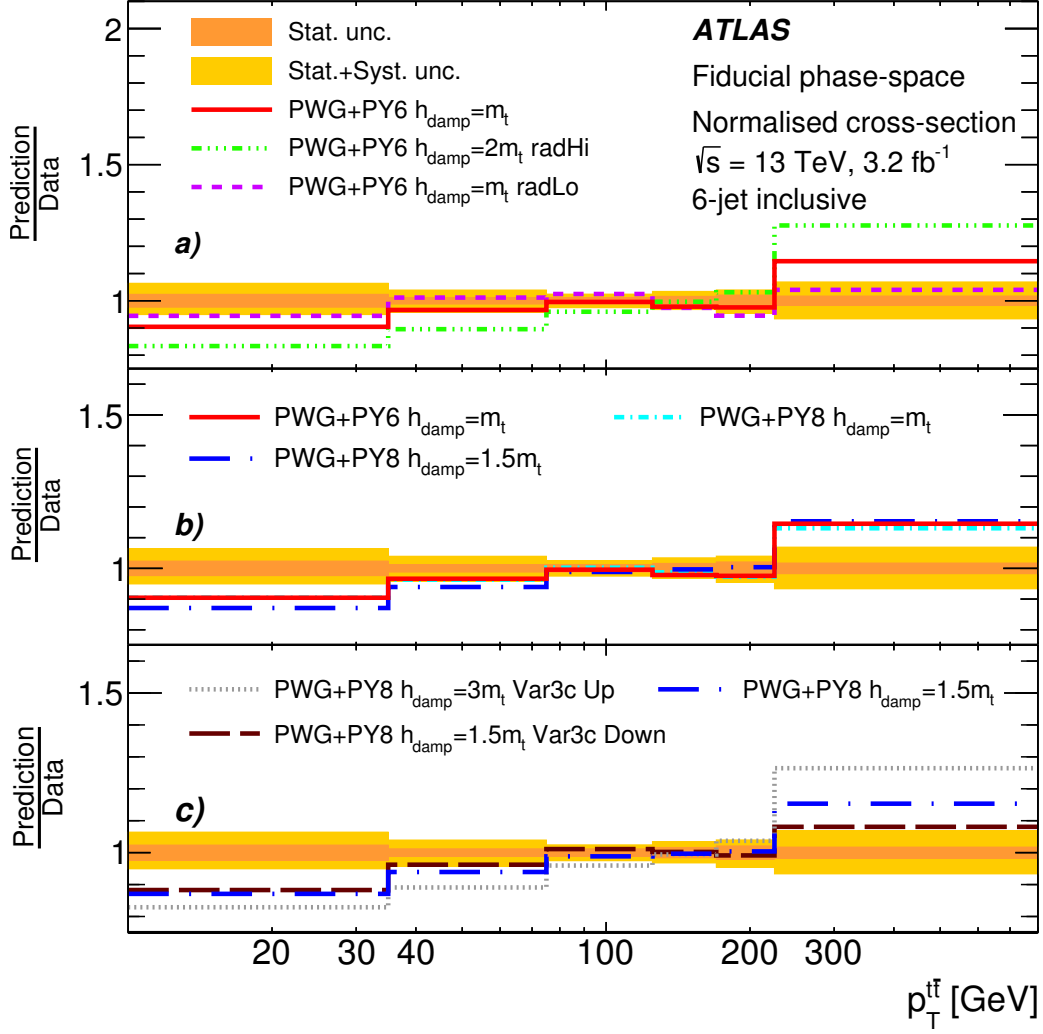 ATLAS
Fiducial phase-space
Normalised cross-section
√s = 13 TeV, 3.2 fb⁻¹
6-jet inclusive
Stat. unc.
Stat.+Syst. unc.
PWG+PY6 h_damp=m_t
PWG+PY6 h_damp=2m_t radHi
PWG+PY6 h_damp=m_t radLo
Prediction
Data
2
1.5
1
a)
PWG+PY6 h_damp=m_t
PWG+PY8 h_damp=m_t
PWG+PY8 h_damp=1.5m_t
Prediction
Data
1.5
1
b)
PWG+PY8 h_damp=3m_t Var3c Up
PWG+PY8 h_damp=1.5m_t
PWG+PY8 h_damp=1.5m_t Var3c Down
Prediction
Data
1.5
1
c)
20 30 40 100 200 300
p_T^{tt̄} [GeV]